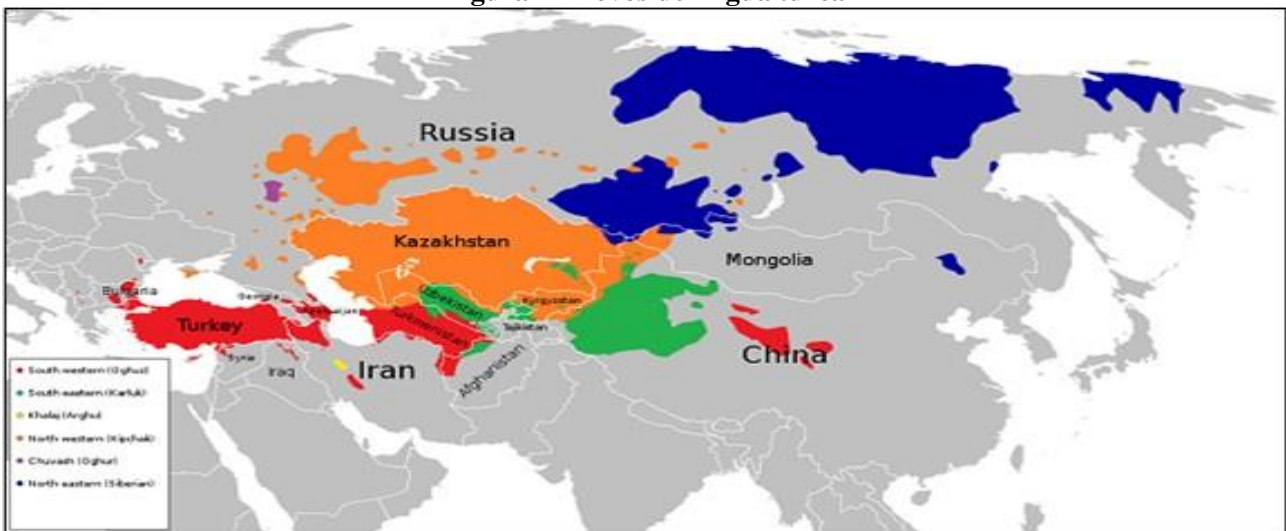 Russia
Kazakhstan
Mongolia
Bulgaria
Georgia
Uzbekistan
Kyrgyzstan
Azerbaijan
Turkey
Turkmenistan
Tajikistan
China
Syria
Iraq
Iran
Afghanistan
South western (Oghuz)
South eastern (Karluk)
Khalaj (Arghu)
North western (Kipchak)
Chuvash (Oghur)
North eastern (Siberian)